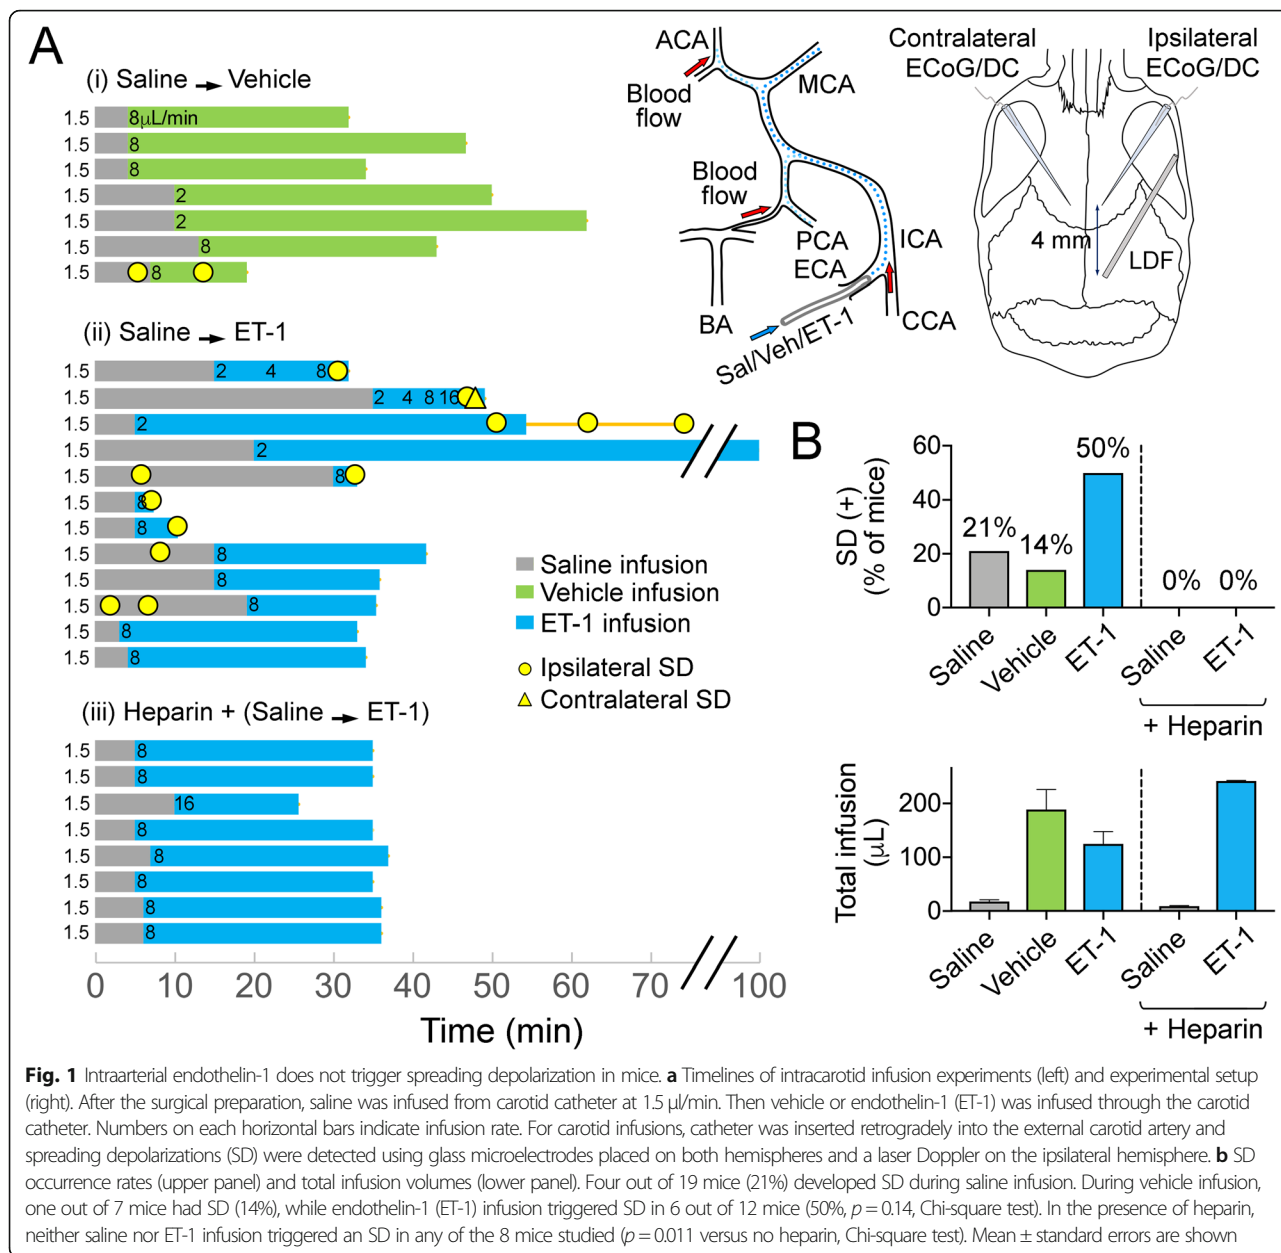 A
(i) Saline → Vehicle
1.5 8μL/min
1.5 8
1.5 8
1.5 2
1.5 2
1.5 8
1.5 8
(ii) Saline → ET-1
1.5 2 4 8
1.5 2 4 8 16
1.5 2
1.5 2
1.5 8
1.5 8
1.5 8
1.5 8
1.5 8
1.5 8
1.5 8
1.5 8
(iii) Heparin + (Saline → ET-1)
1.5 8
1.5 8
1.5 16
1.5 8
1.5 8
1.5 8
1.5 8
1.5 8
0 10 20 30 40 50 60 70 100
Time (min)
Saline infusion
Vehicle infusion
ET-1 infusion
Ipsilateral SD
Contralateral SD
ACA
Blood
flow
MCA
Blood
flow
PCA
ECA
ICA
BA
CCA
Sal/Veh/ET-1
Contralateral
ECoG/DC
Ipsilateral
ECoG/DC
4 mm
LDF
B
SD (+)
(% of mice)
60
40
20
0
21%
14%
50%
0%
0%
Saline
Vehicle
ET-1
Saline
ET-1
+ Heparin
Total infusion
(μL)
200
100
0
Saline
Vehicle
ET-1
Saline
ET-1
+ Heparin
Fig. 1 Intraarterial endothelin-1 does not trigger spreading depolarization in mice. a Timelines of intracarotid infusion experiments (left) and experimental setup
(right). After the surgical preparation, saline was infused from carotid catheter at 1.5 μl/min. Then vehicle or endothelin-1 (ET-1) was infused through the carotid
catheter. Numbers on each horizontal bars indicate infusion rate. For carotid infusions, catheter was inserted retrogradely into the external carotid artery and
spreading depolarizations (SD) were detected using glass microelectrodes placed on both hemispheres and a laser Doppler on the ipsilateral hemisphere. b SD
occurrence rates (upper panel) and total infusion volumes (lower panel). Four out of 19 mice (21%) developed SD during saline infusion. During vehicle infusion,
one out of 7 mice had SD (14%), while endothelin-1 (ET-1) infusion triggered SD in 6 out of 12 mice (50%, p = 0.14, Chi-square test). In the presence of heparin,
neither saline nor ET-1 infusion triggered an SD in any of the 8 mice studied (p = 0.011 versus no heparin, Chi-square test). Mean ± standard errors are shown